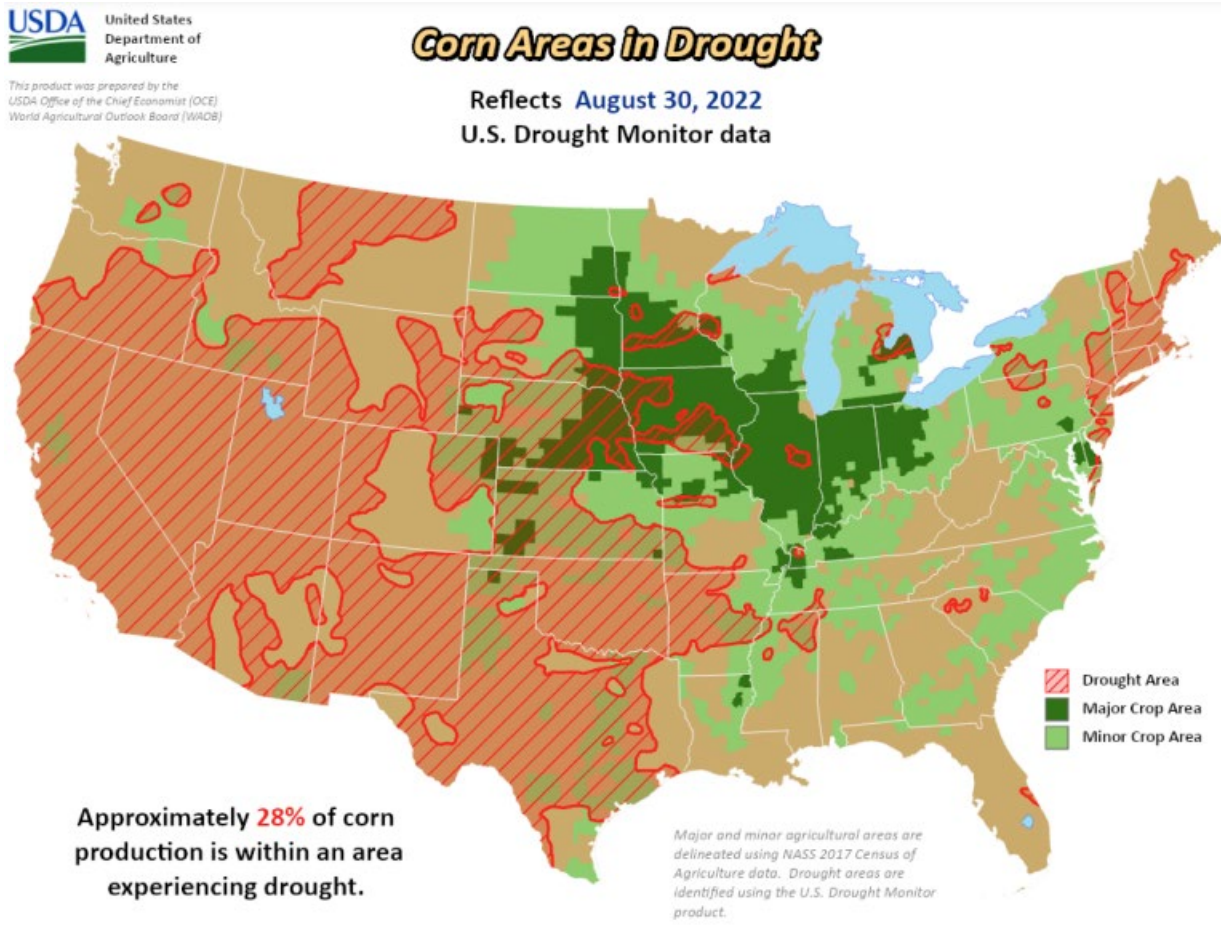 USDA
United States
Department of
Agriculture
This product was prepared by the
USDA Office of the Chief Economist (OCE)
World Agricultural Outlook Board (WAOB)
Corn Areas in Drought
Reflects August 30, 2022
U.S. Drought Monitor data
Drought Area
Major Crop Area
Minor Crop Area
Approximately 28% of corn
production is within an area
experiencing drought.
Major and minor agricultural areas are
delineated using NASS 2017 Census of
Agriculture data. Drought areas are
identified using the U.S. Drought Monitor
product.